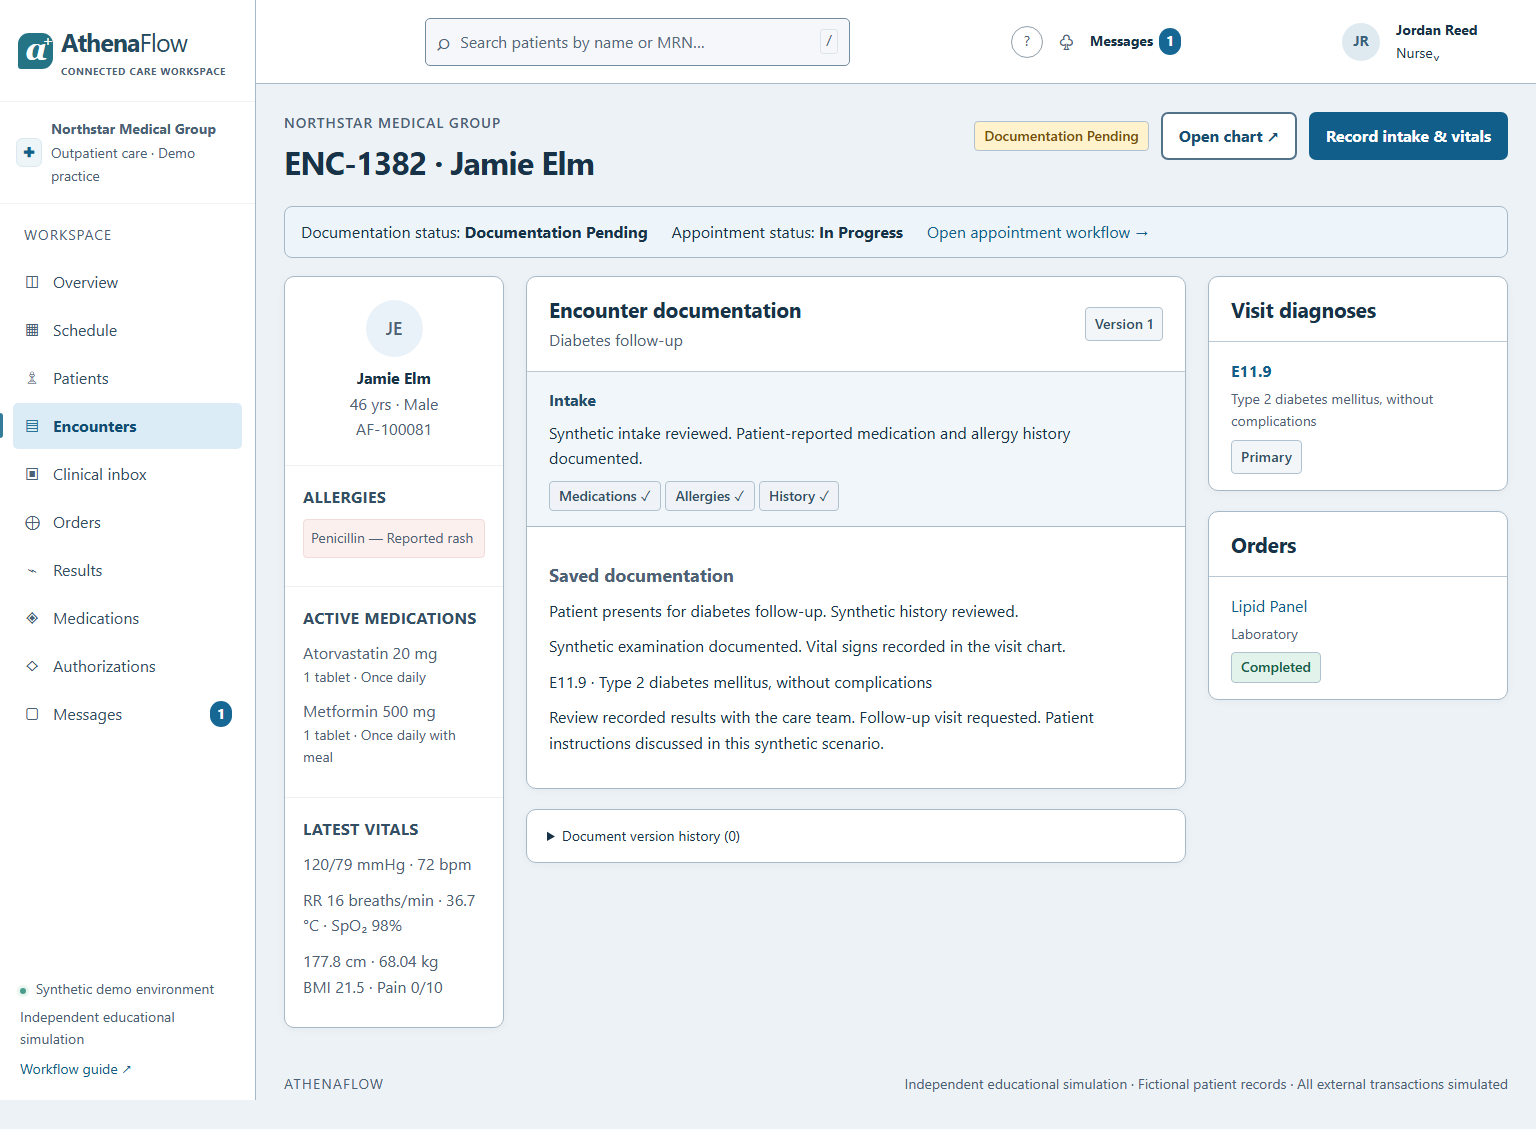 AthenaFlow
CONNECTED CARE WORKSPACE
Search patients by name or MRN...
/
?
Messages 1
JR
Jordan Reed
Nurse
Northstar Medical Group
Outpatient care · Demo
practice
WORKSPACE
Overview
Schedule
Patients
Encounters
Clinical inbox
Orders
Results
Medications
Authorizations
Messages 1
Synthetic demo environment
Independent educational
simulation
Workflow guide ↗
NORTHSTAR MEDICAL GROUP
ENC-1382 · Jamie Elm
Documentation Pending
Open chart ↗
Record intake & vitals
Documentation status: Documentation Pending Appointment status: In Progress Open appointment workflow →
JE
Jamie Elm
46 yrs · Male
AF-100081
ALLERGIES
Penicillin — Reported rash
ACTIVE MEDICATIONS
Atorvastatin 20 mg
1 tablet · Once daily
Metformin 500 mg
1 tablet · Once daily with
meal
LATEST VITALS
120/79 mmHg · 72 bpm
RR 16 breaths/min · 36.7
°C · SpO₂ 98%
177.8 cm · 68.04 kg
BMI 21.5 · Pain 0/10
Encounter documentation
Diabetes follow-up
Version 1
Intake
Synthetic intake reviewed. Patient-reported medication and allergy history
documented.
Medications ✓ Allergies ✓ History ✓
Saved documentation
Patient presents for diabetes follow-up. Synthetic history reviewed.
Synthetic examination documented. Vital signs recorded in the visit chart.
E11.9 · Type 2 diabetes mellitus, without complications
Review recorded results with the care team. Follow-up visit requested. Patient
instructions discussed in this synthetic scenario.
▶ Document version history (0)
Visit diagnoses
E11.9
Type 2 diabetes mellitus, without
complications
Primary
Orders
Lipid Panel
Laboratory
Completed
ATHENAFLOW
Independent educational simulation · Fictional patient records · All external transactions simulated